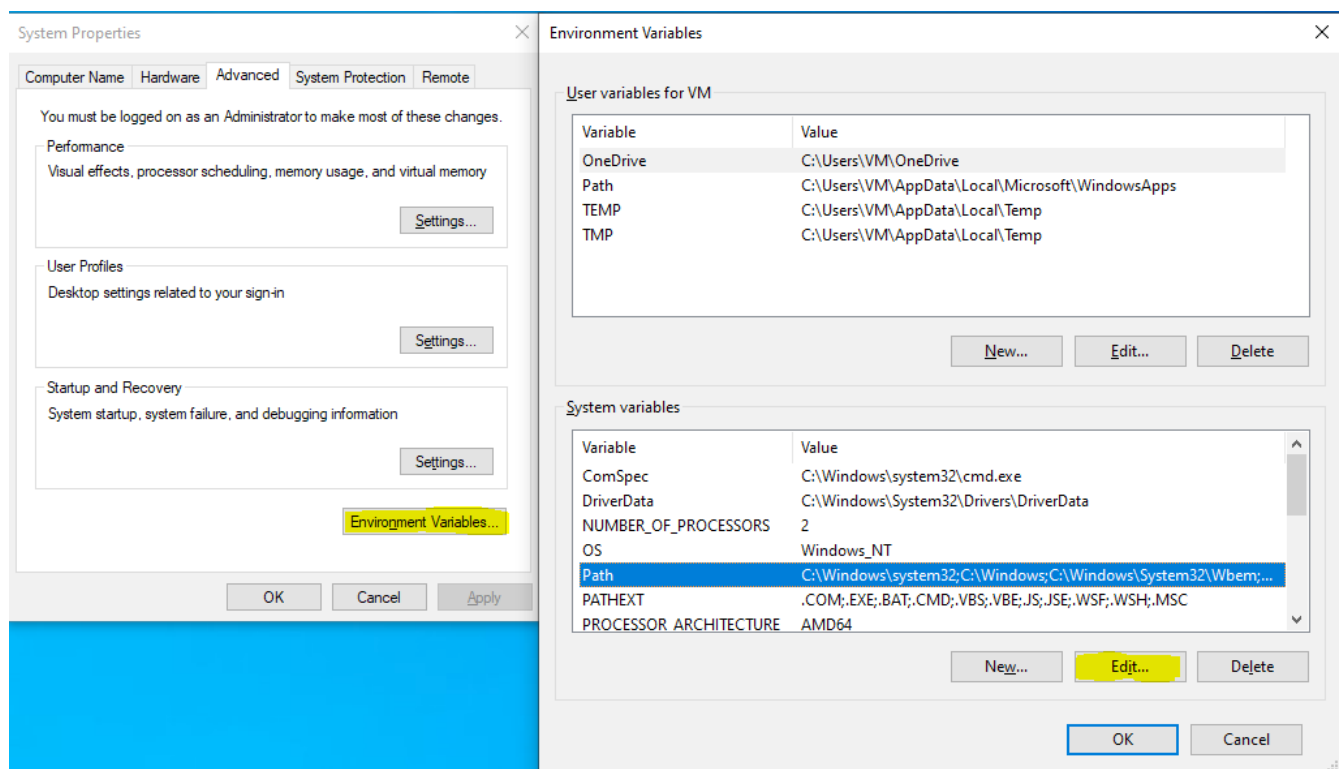 System Properties
Computer Name Hardware Advanced System Protection Remote
You must be logged on as an Administrator to make most of these changes.
Performance
Visual effects, processor scheduling, memory usage, and virtual memory
Settings...
User Profiles
Desktop settings related to your sign-in
Settings...
Startup and Recovery
System startup, system failure, and debugging information
Settings...
Environment Variables...
OK Cancel Apply
Environment Variables
User variables for VM
Variable Value
OneDrive C:\Users\VM\OneDrive
Path C:\Users\VM\AppData\Local\Microsoft\WindowsApps
TEMP C:\Users\VM\AppData\Local\Temp
TMP C:\Users\VM\AppData\Local\Temp
New... Edit... Delete
System variables
Variable Value
ComSpec C:\Windows\system32\cmd.exe
DriverData C:\Windows\System32\Drivers\DriverData
NUMBER_OF_PROCESSORS 2
OS Windows_NT
Path C:\Windows\system32;C:\Windows;C:\Windows\System32\Wbem;...
PATHEXT .COM;.EXE;.BAT;.CMD;.VBS;.VBE;.JS;.JSE;.WSF;.WSH;.MSC
PROCESSOR_ARCHITECTURE AMD64
New... Edit... Delete
OK Cancel